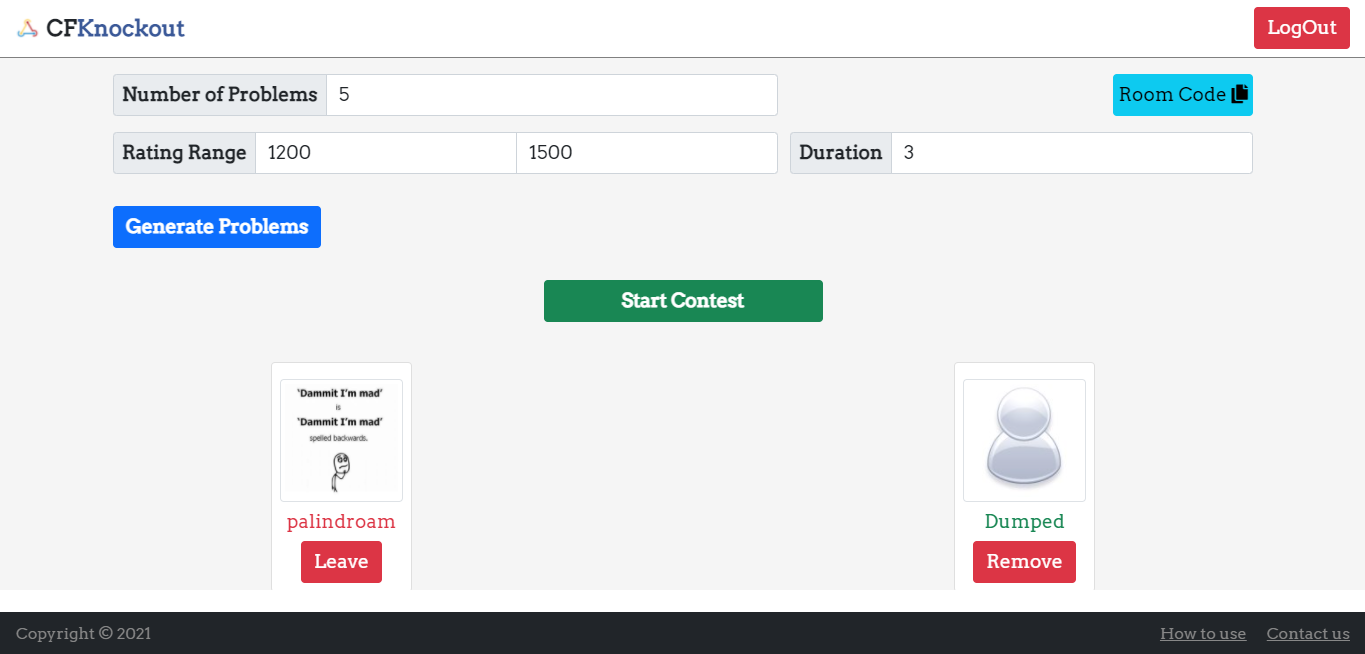 CFKnockout
LogOut
Number of Problems 5
Room Code
Rating Range 1200 1500
Duration 3
Generate Problems
Start Contest
‘Dammit I’m mad’
is
‘Dammit I’m mad’
spelled backwards.
palindroam
Leave
Dumped
Remove
Copyright © 2021
How to use
Contact us